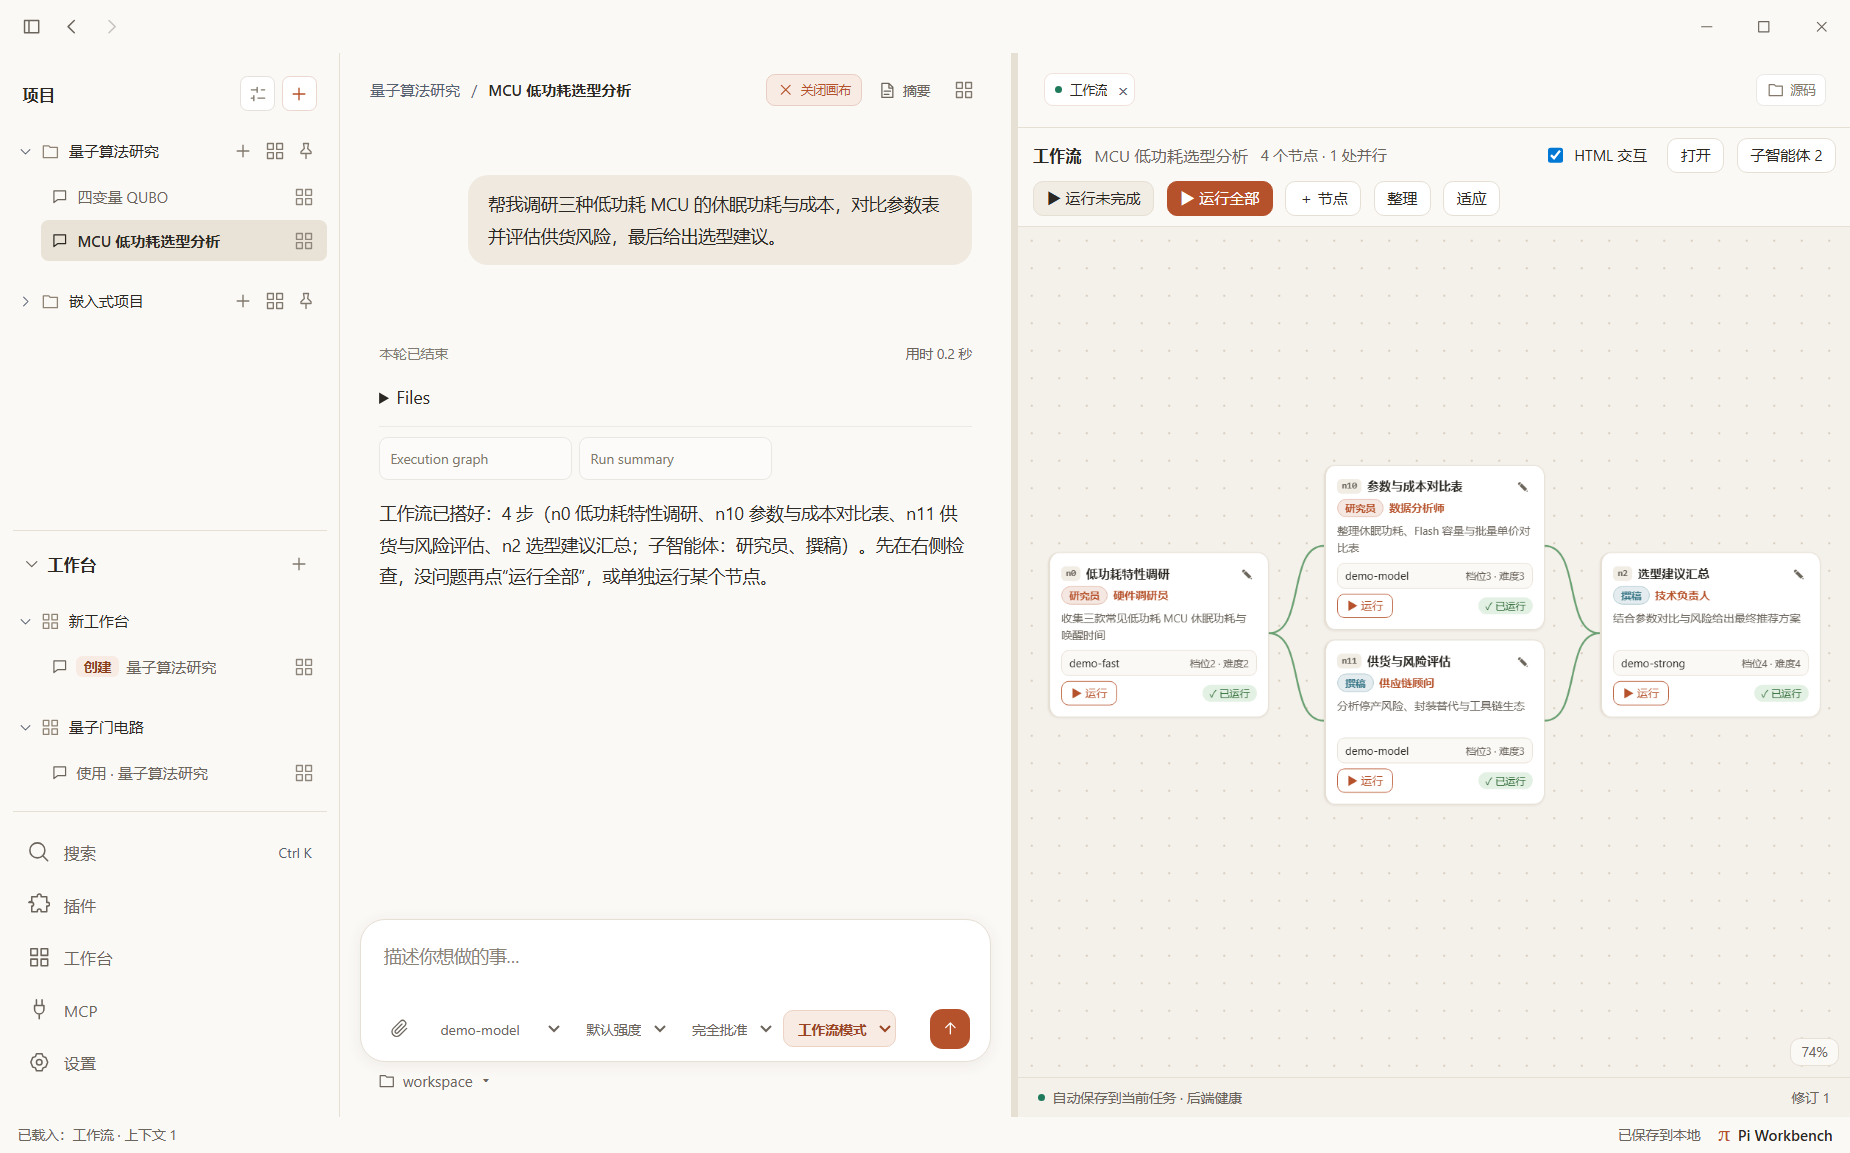 项目
量子算法研究
四变量 QUBO
MCU 低功耗选型分析
嵌入式项目
工作台
新工作台
创建 量子算法研究
量子门电路
使用 · 量子算法研究
搜索 Ctrl K
插件
工作台
MCP
设置
已载入：工作流 · 上下文 1
量子算法研究 / MCU 低功耗选型分析
关闭画布
摘要
帮我调研三种低功耗 MCU 的休眠功耗与成本，对比参数表
并评估供货风险，最后给出选型建议。
本轮已结束 用时 0.2 秒
Files
Execution graph
Run summary
工作流已搭好：4 步（n0 低功耗特性调研、n10 参数与成本对比表、n11 供
货与风险评估、n2 选型建议汇总；子智能体：研究员、撰稿）。先在右侧检
查，没问题再点“运行全部”，或单独运行某个节点。
描述你想做的事...
demo-model 默认强度 完全批准 工作流模式
workspace
工作流 ×
源码
工作流 MCU 低功耗选型分析 4 个节点 · 1 处并行
HTML 交互 打开 子智能体 2
▶ 运行未完成 ▶ 运行全部 + 节点 整理 适应
n0 低功耗特性调研
研究员 硬件调研员
收集三款常见低功耗 MCU 休眠功耗与
唤醒时间
demo-fast 档位2 · 难度2
▶ 运行 ✓ 已运行
n10 参数与成本对比表
研究员 数据分析师
整理休眠功耗、Flash 容量与批量单价对
比表
demo-model 档位3 · 难度3
▶ 运行 ✓ 已运行
n11 供货与风险评估
撰稿 供应链顾问
分析停产风险、封装替代与工具链生态
demo-model 档位3 · 难度3
▶ 运行 ✓ 已运行
n2 选型建议汇总
撰稿 技术负责人
结合参数对比与风险给出最终推荐方案
demo-strong 档位4 · 难度4
▶ 运行 ✓ 已运行
74%
自动保存到当前任务 · 后端健康 修订 1
已保存到本地 π Pi Workbench